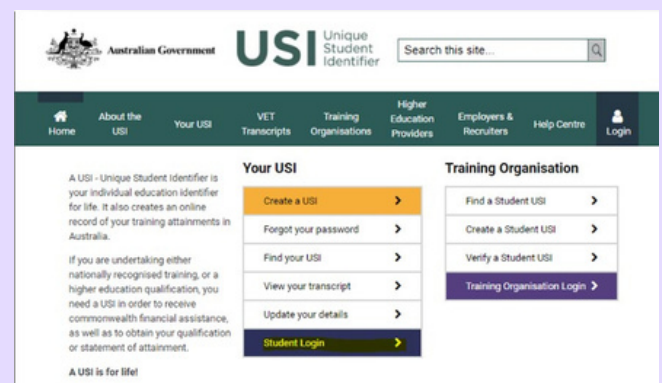 Australian Government
USI
Unique
Student
Identifier
Search this site...
Home
About the
USI
Your USI
VET
Transcripts
Training
Organisations
Higher
Education
Providers
Employers &
Recruiters
Help Centre
Login
A USI - Unique Student Identifier is
your individual education identifier
for life. It also creates an online
record of your training attainments in
Australia.
If you are undertaking either
nationally recognised training, or a
higher education qualification, you
need a USI in order to receive
commonwealth financial assistance,
as well as to obtain your qualification
or statement of attainment.
A USI is for life!
Your USI
Create a USI
Forgot your password
Find your USI
View your transcript
Update your details
Student Login
Training Organisation
Find a Student USI
Create a Student USI
Verify a Student USI
Training Organisation Login